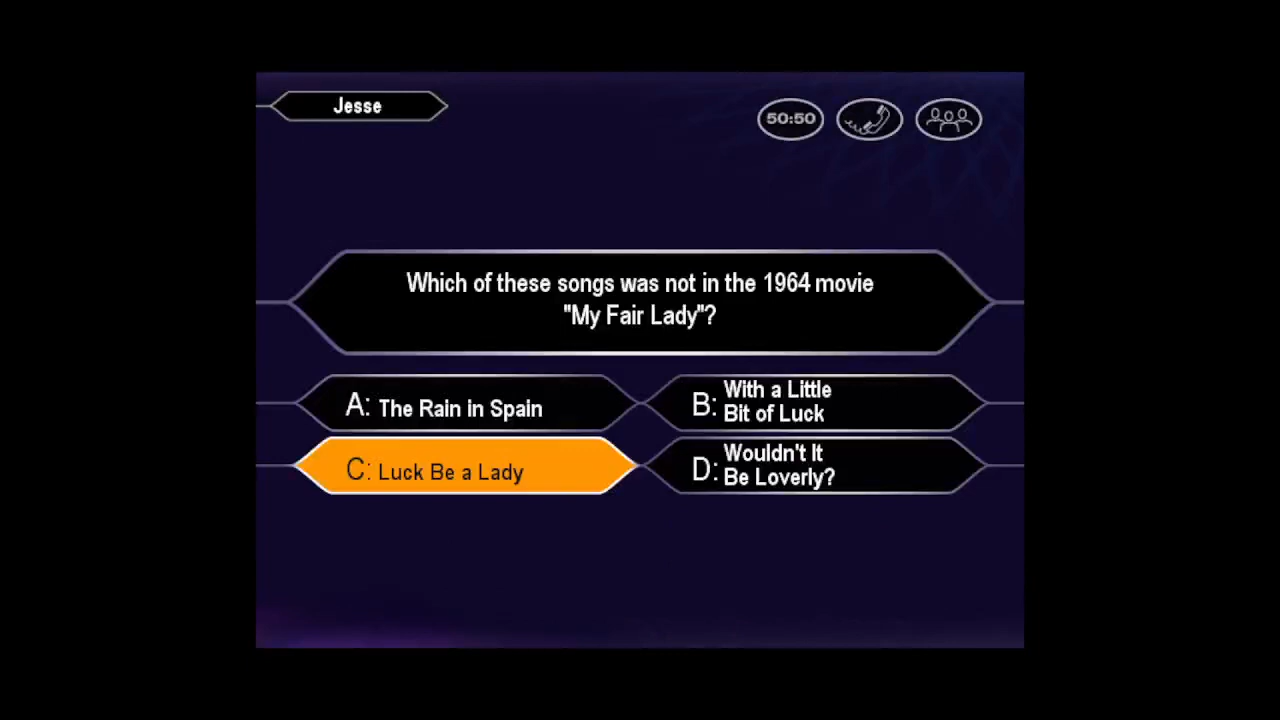 Jesse
50:50
Which of these songs was not in the 1964 movie
"My Fair Lady"?
A: The Rain in Spain
B: With a Little
Bit of Luck
C: Luck Be a Lady
D: Wouldn't It
Be Loverly?